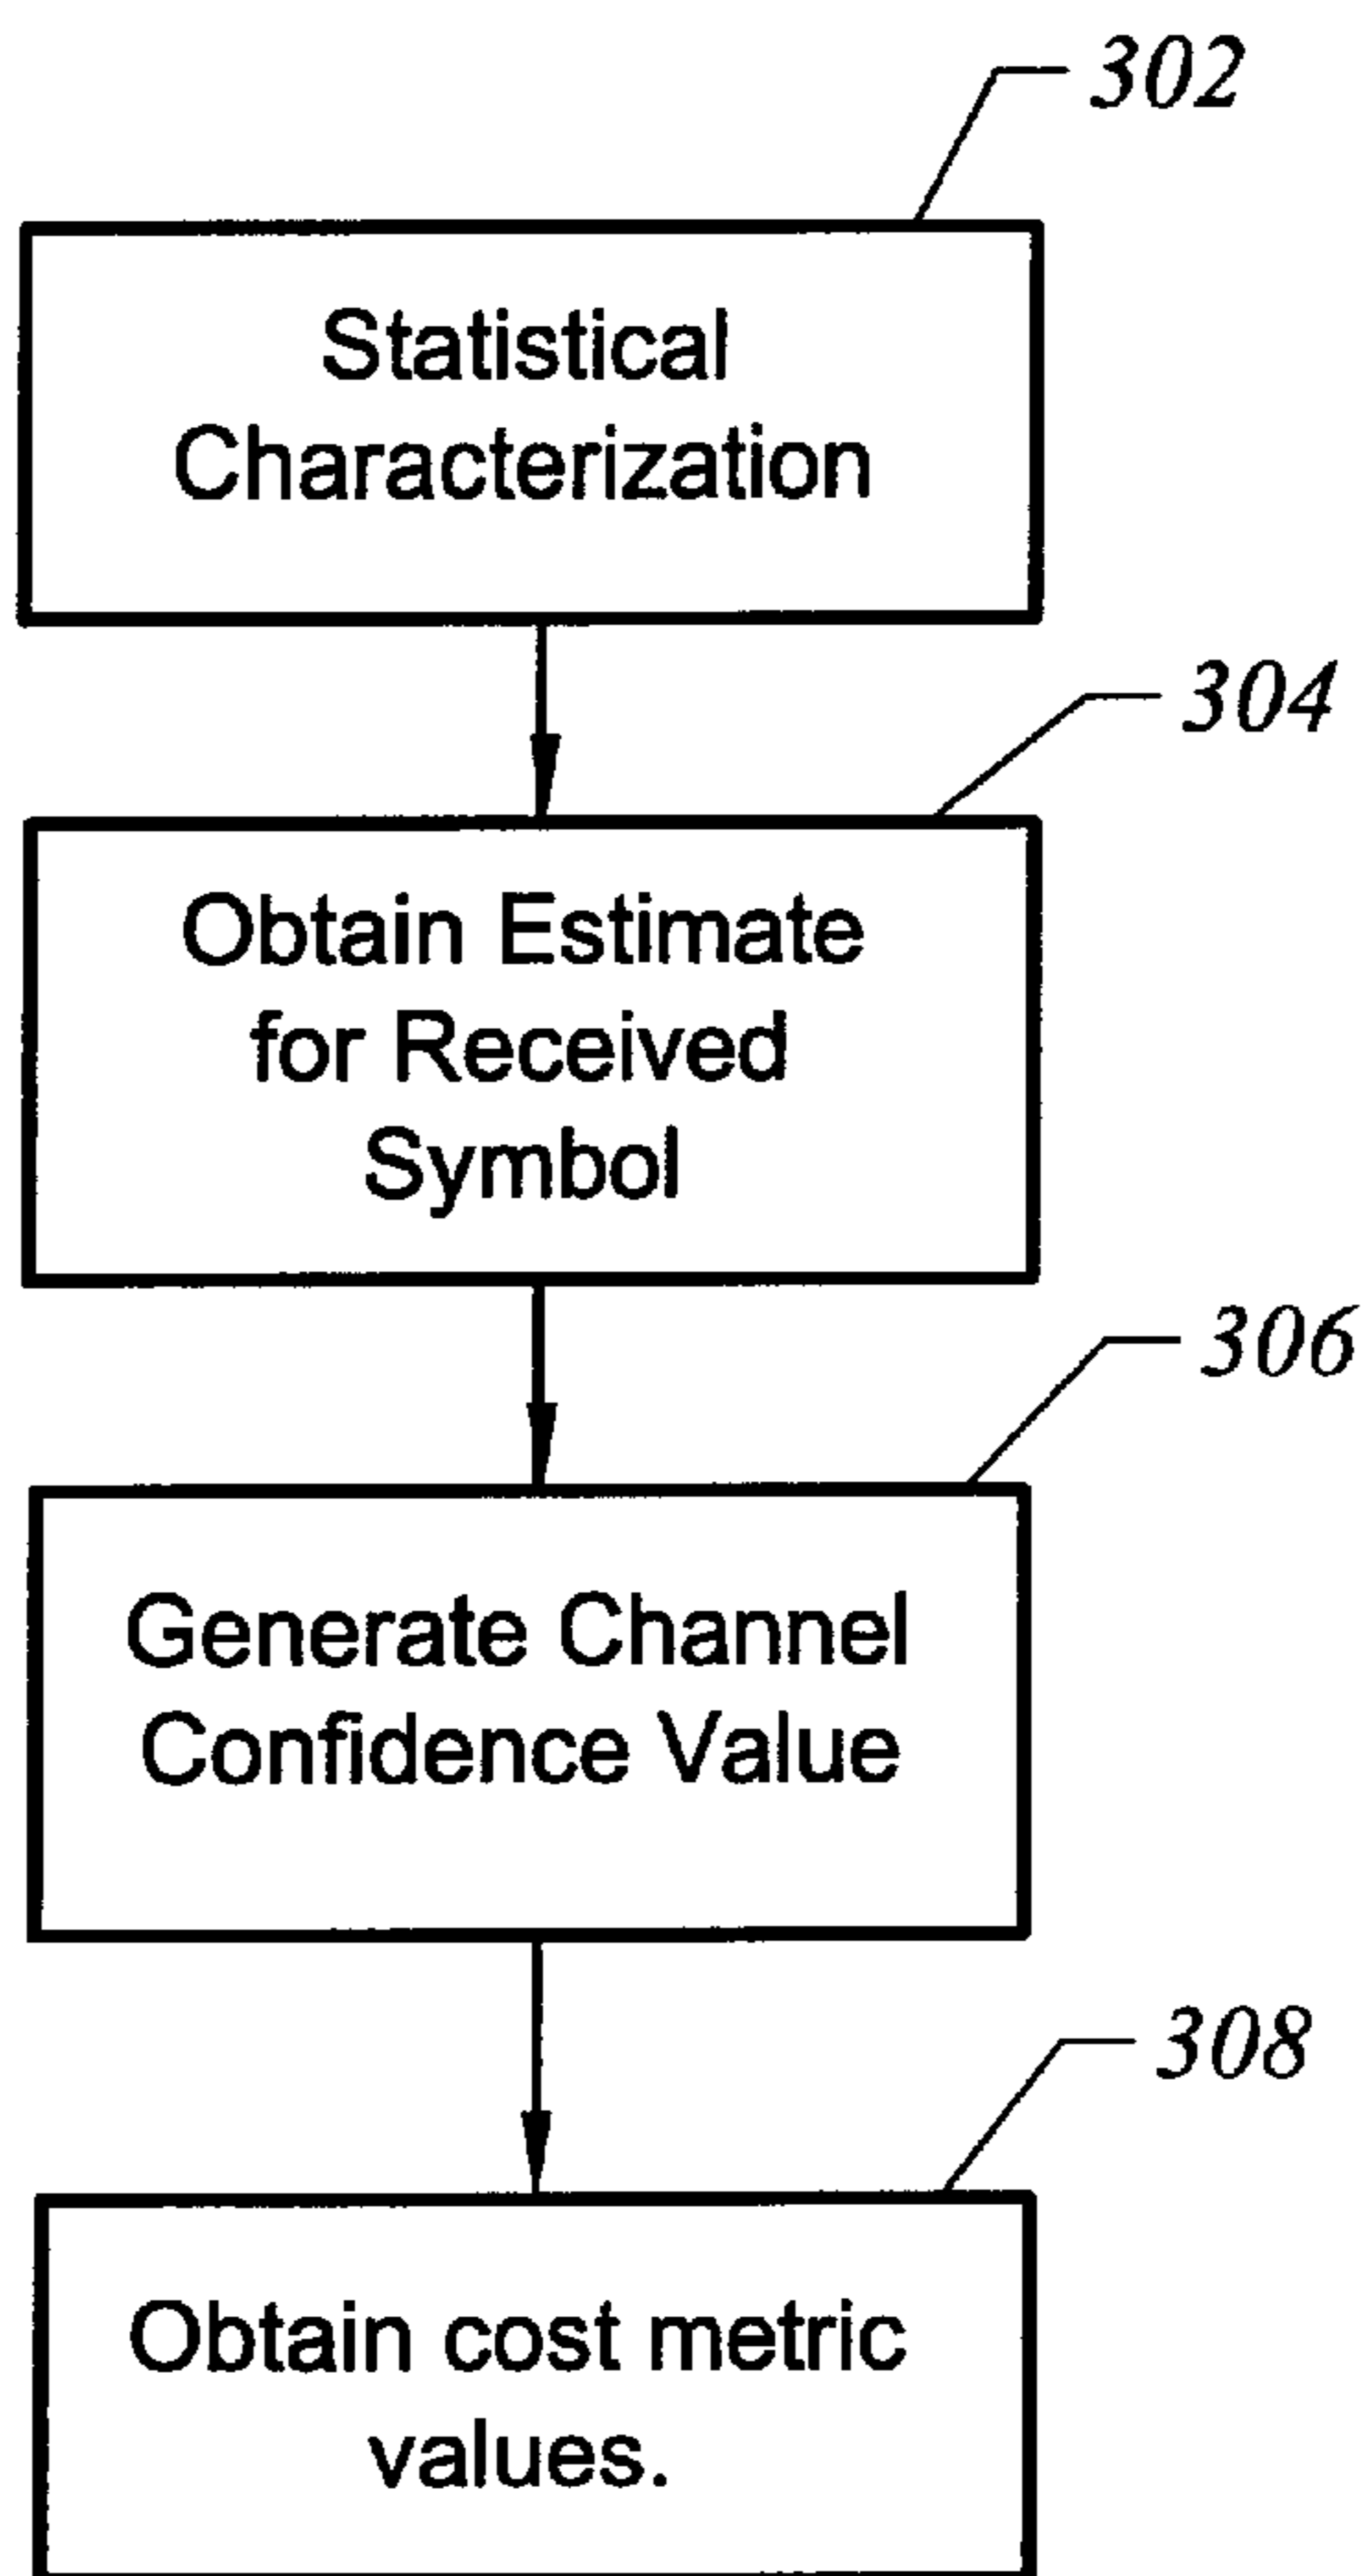 302
Statistical
Characterization
304
Obtain Estimate
for Received
Symbol
306
Generate Channel
Confidence Value
308
Obtain cost metric
values.